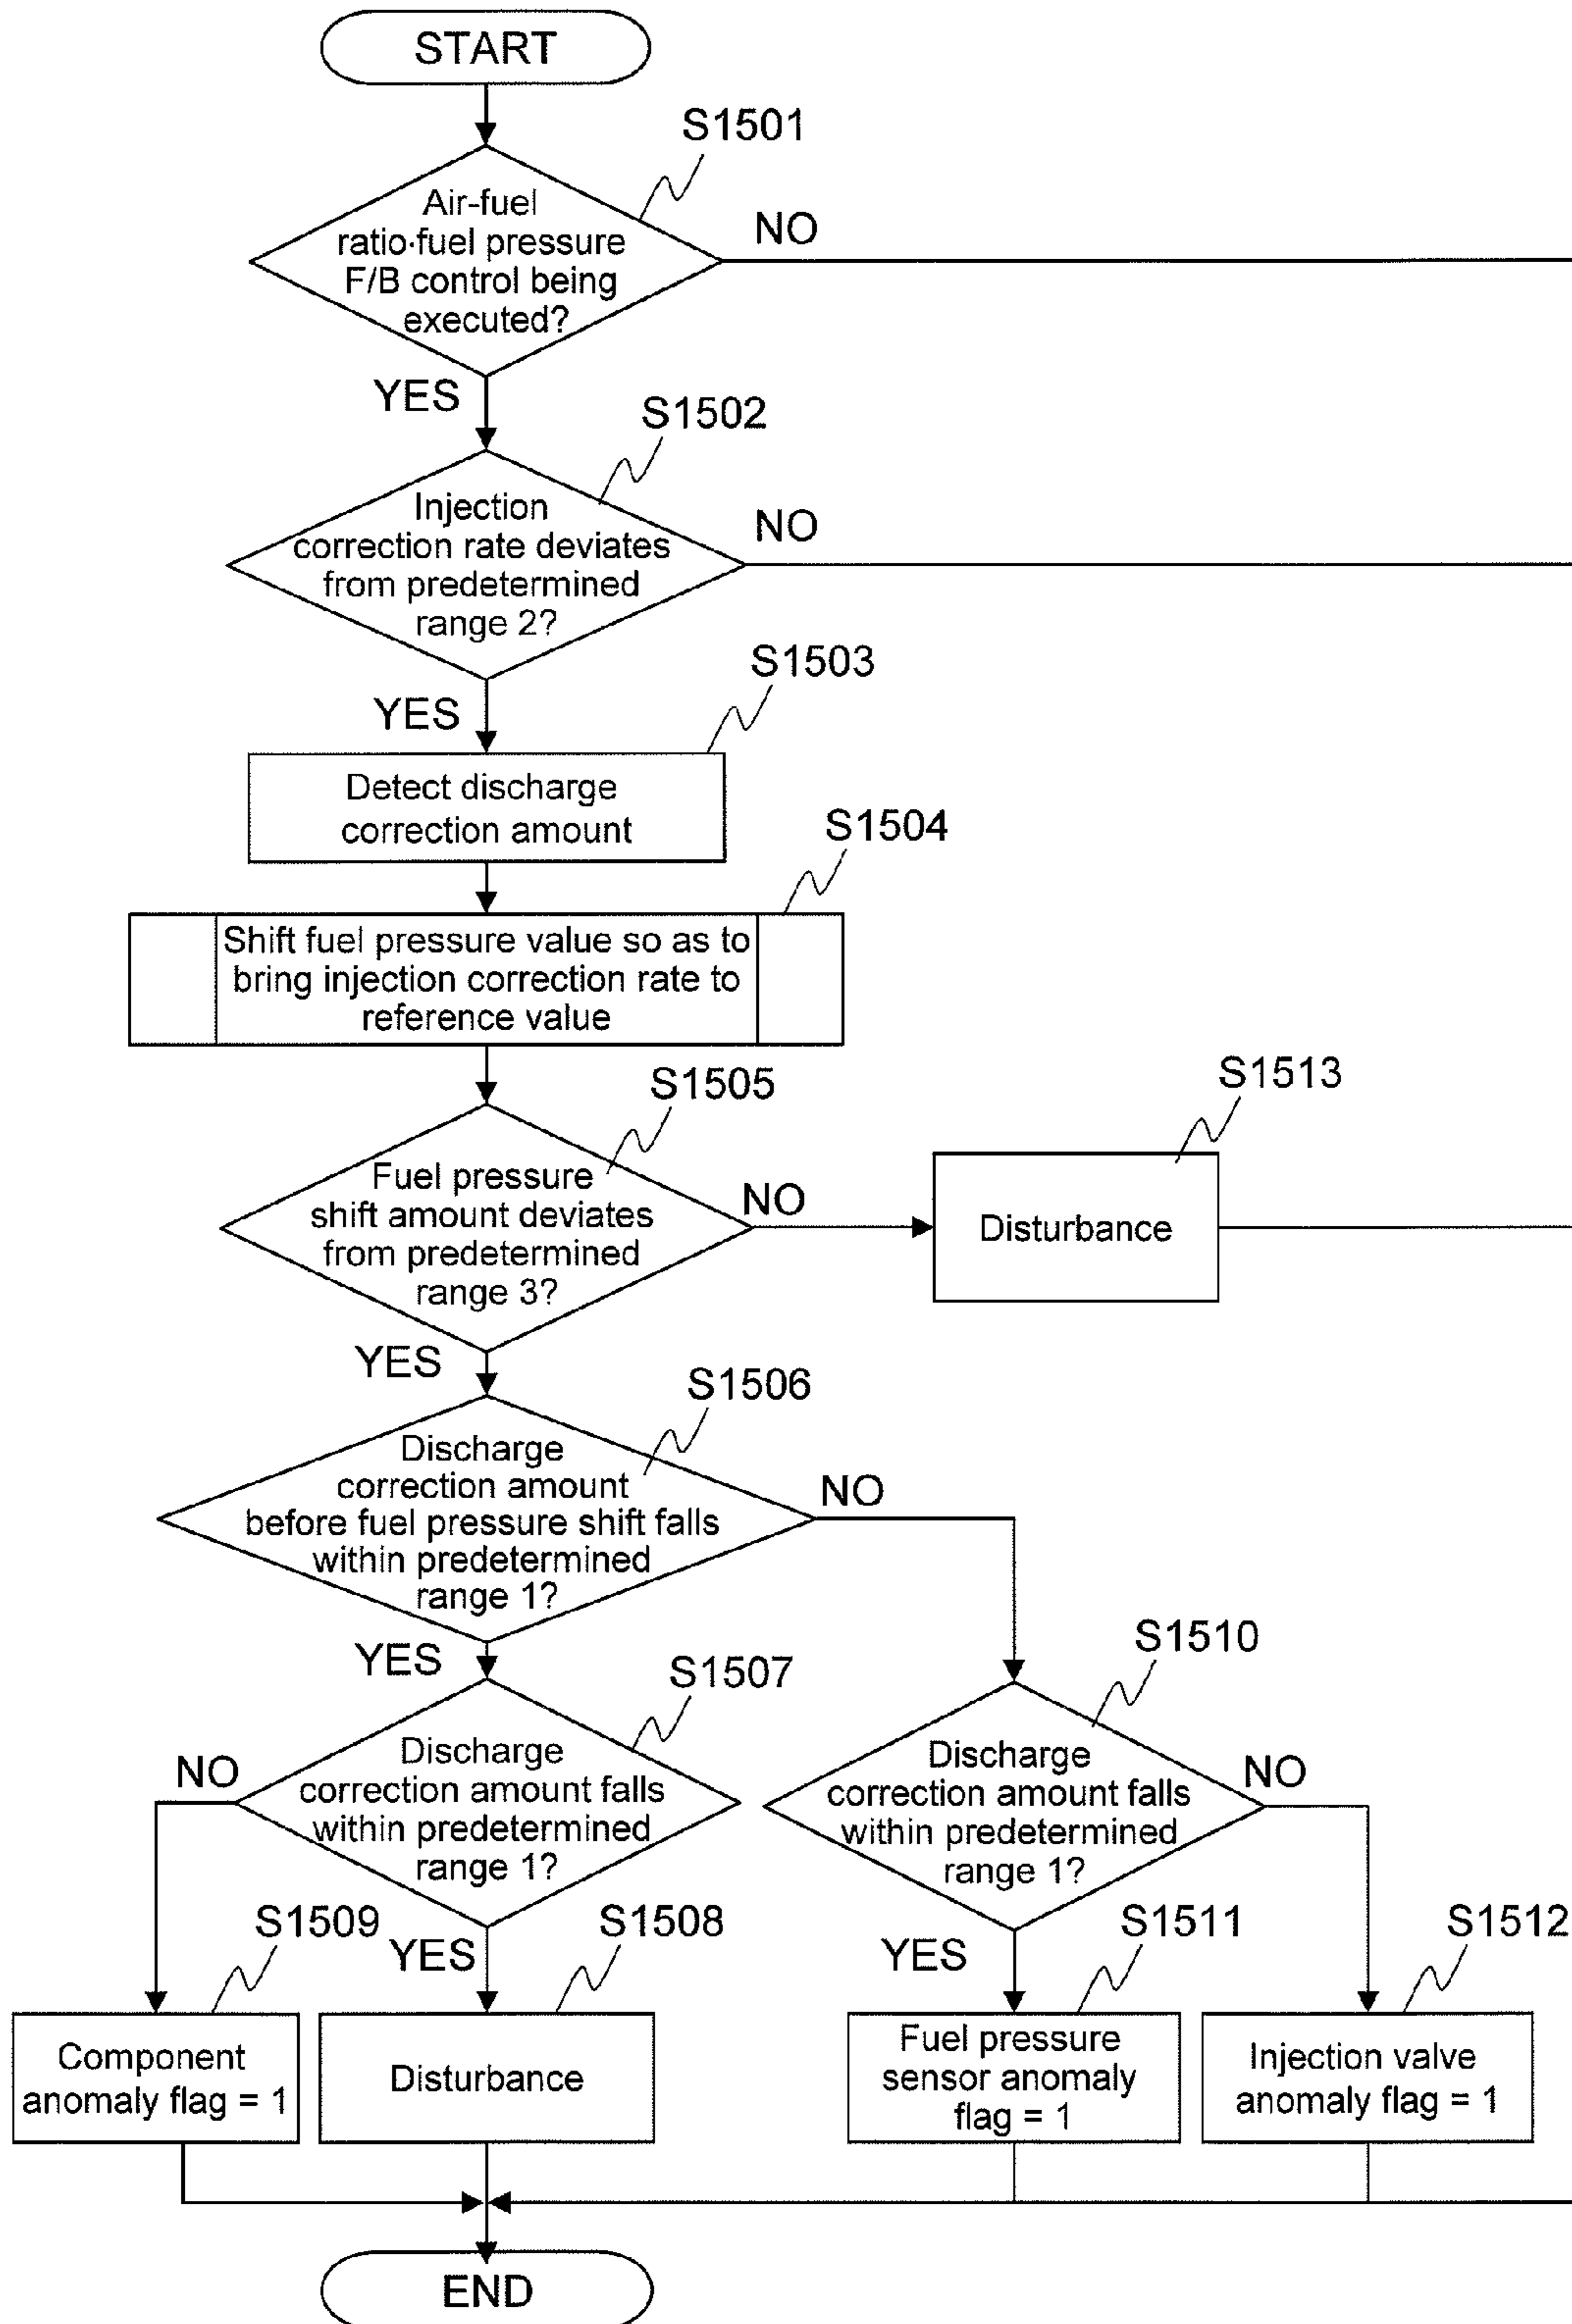 START
S1501
Air-fuel
ratio·fuel pressure
F/B control being
executed?
NO
YES
S1502
Injection
correction rate deviates
from predetermined
range 2?
NO
YES
S1503
Detect discharge
correction amount
S1504
Shift fuel pressure value so as to
bring injection correction rate to
reference value
S1505
Fuel pressure
shift amount deviates
from predetermined
range 3?
NO
S1513
Disturbance
YES
S1506
Discharge
correction amount
before fuel pressure shift falls
within predetermined
range 1?
NO
YES
S1507
Discharge
correction amount falls
within predetermined
range 1?
NO
YES
S1510
Discharge
correction amount falls
within predetermined
range 1?
NO
YES
S1509
Component
anomaly flag = 1
S1508
Disturbance
S1511
Fuel pressure
sensor anomaly
flag = 1
S1512
Injection valve
anomaly flag = 1
END